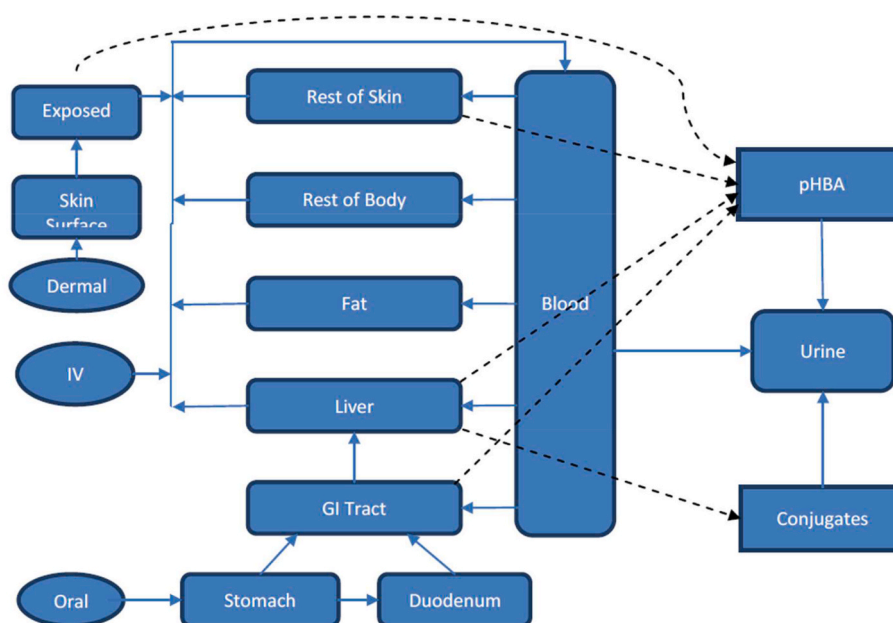 Exposed
Rest of Skin
pHBA
Skin
Surface
Rest of Body
Dermal
Fat
Blood
IV
Urine
Liver
GI Tract
Conjugates
Oral
Stomach
Duodenum